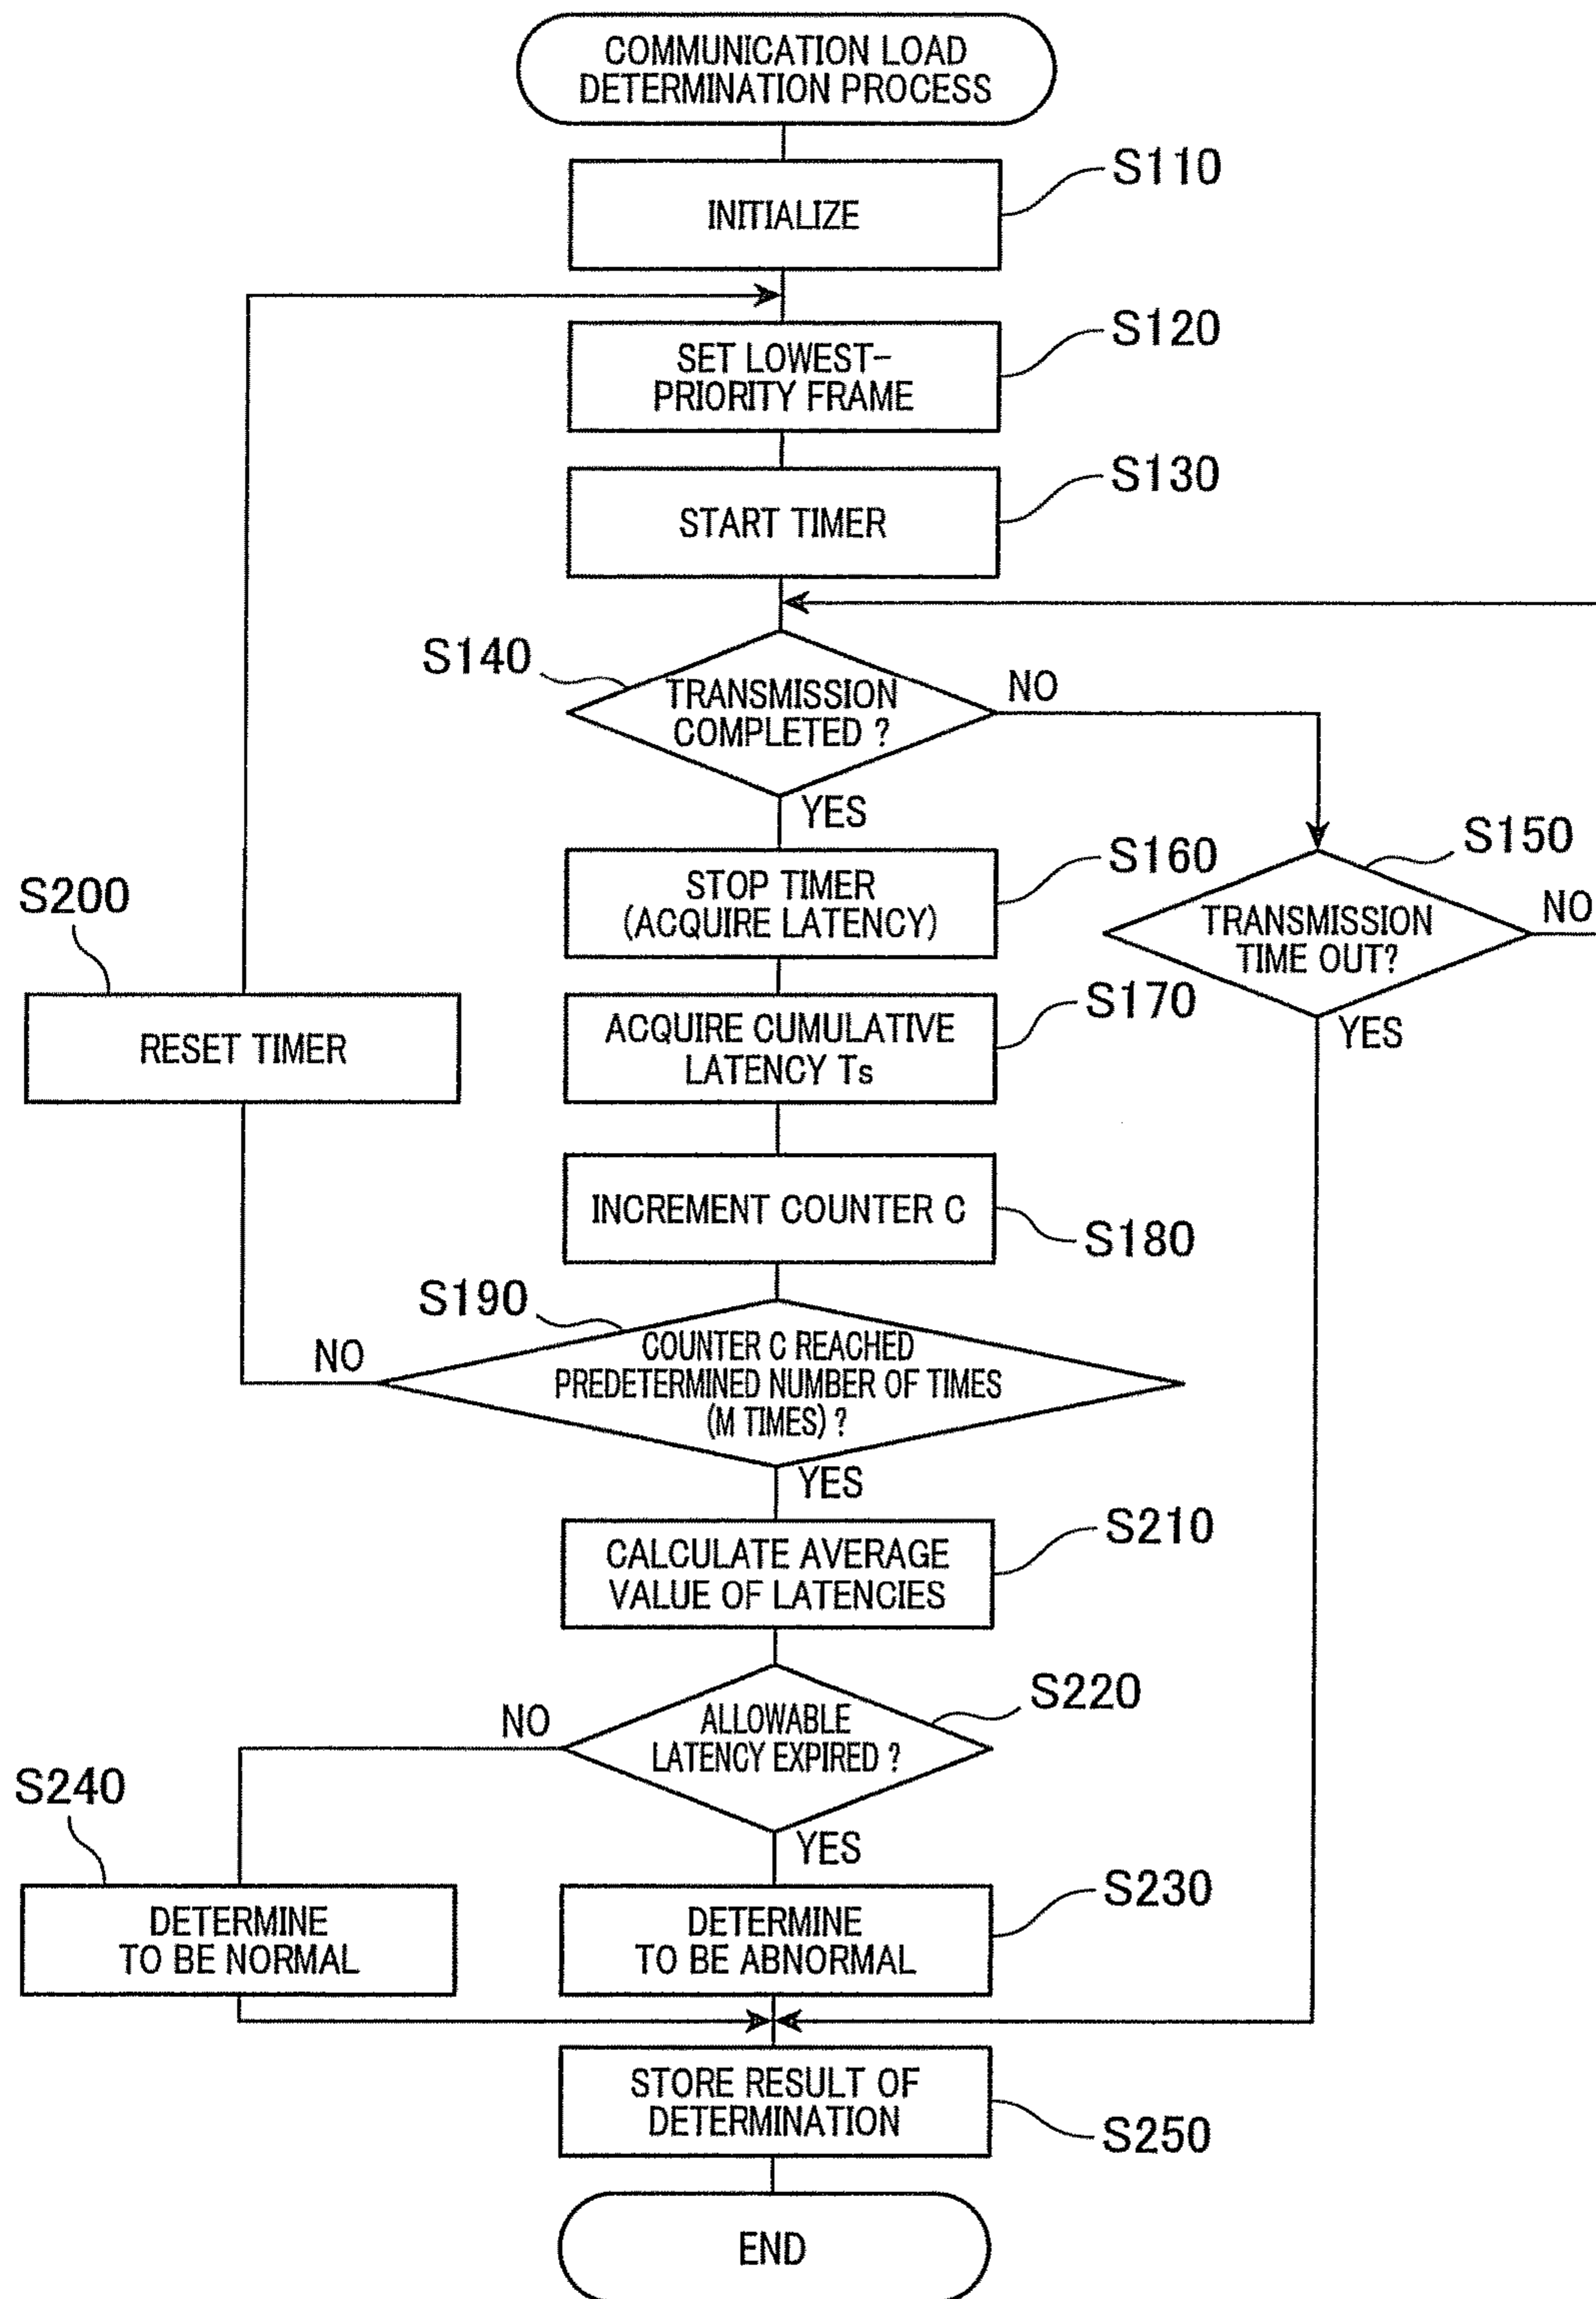 COMMUNICATION LOAD
DETERMINATION PROCESS
S110
INITIALIZE
S120
SET LOWEST-
PRIORITY FRAME
S130
START TIMER
S140
TRANSMISSION
COMPLETED ?
NO
YES
S150
TRANSMISSION
TIME OUT?
NO
YES
S160
STOP TIMER
(ACQUIRE LATENCY)
S200
RESET TIMER
S170
ACQUIRE CUMULATIVE
LATENCY Ts
INCREMENT COUNTER C
S180
S190
NO
COUNTER C REACHED
PREDETERMINED NUMBER OF TIMES
(M TIMES) ?
YES
S210
CALCULATE AVERAGE
VALUE OF LATENCIES
S220
NO
ALLOWABLE
LATENCY EXPIRED ?
YES
S240
DETERMINE
TO BE NORMAL
S230
DETERMINE
TO BE ABNORMAL
STORE RESULT OF
DETERMINATION
S250
END